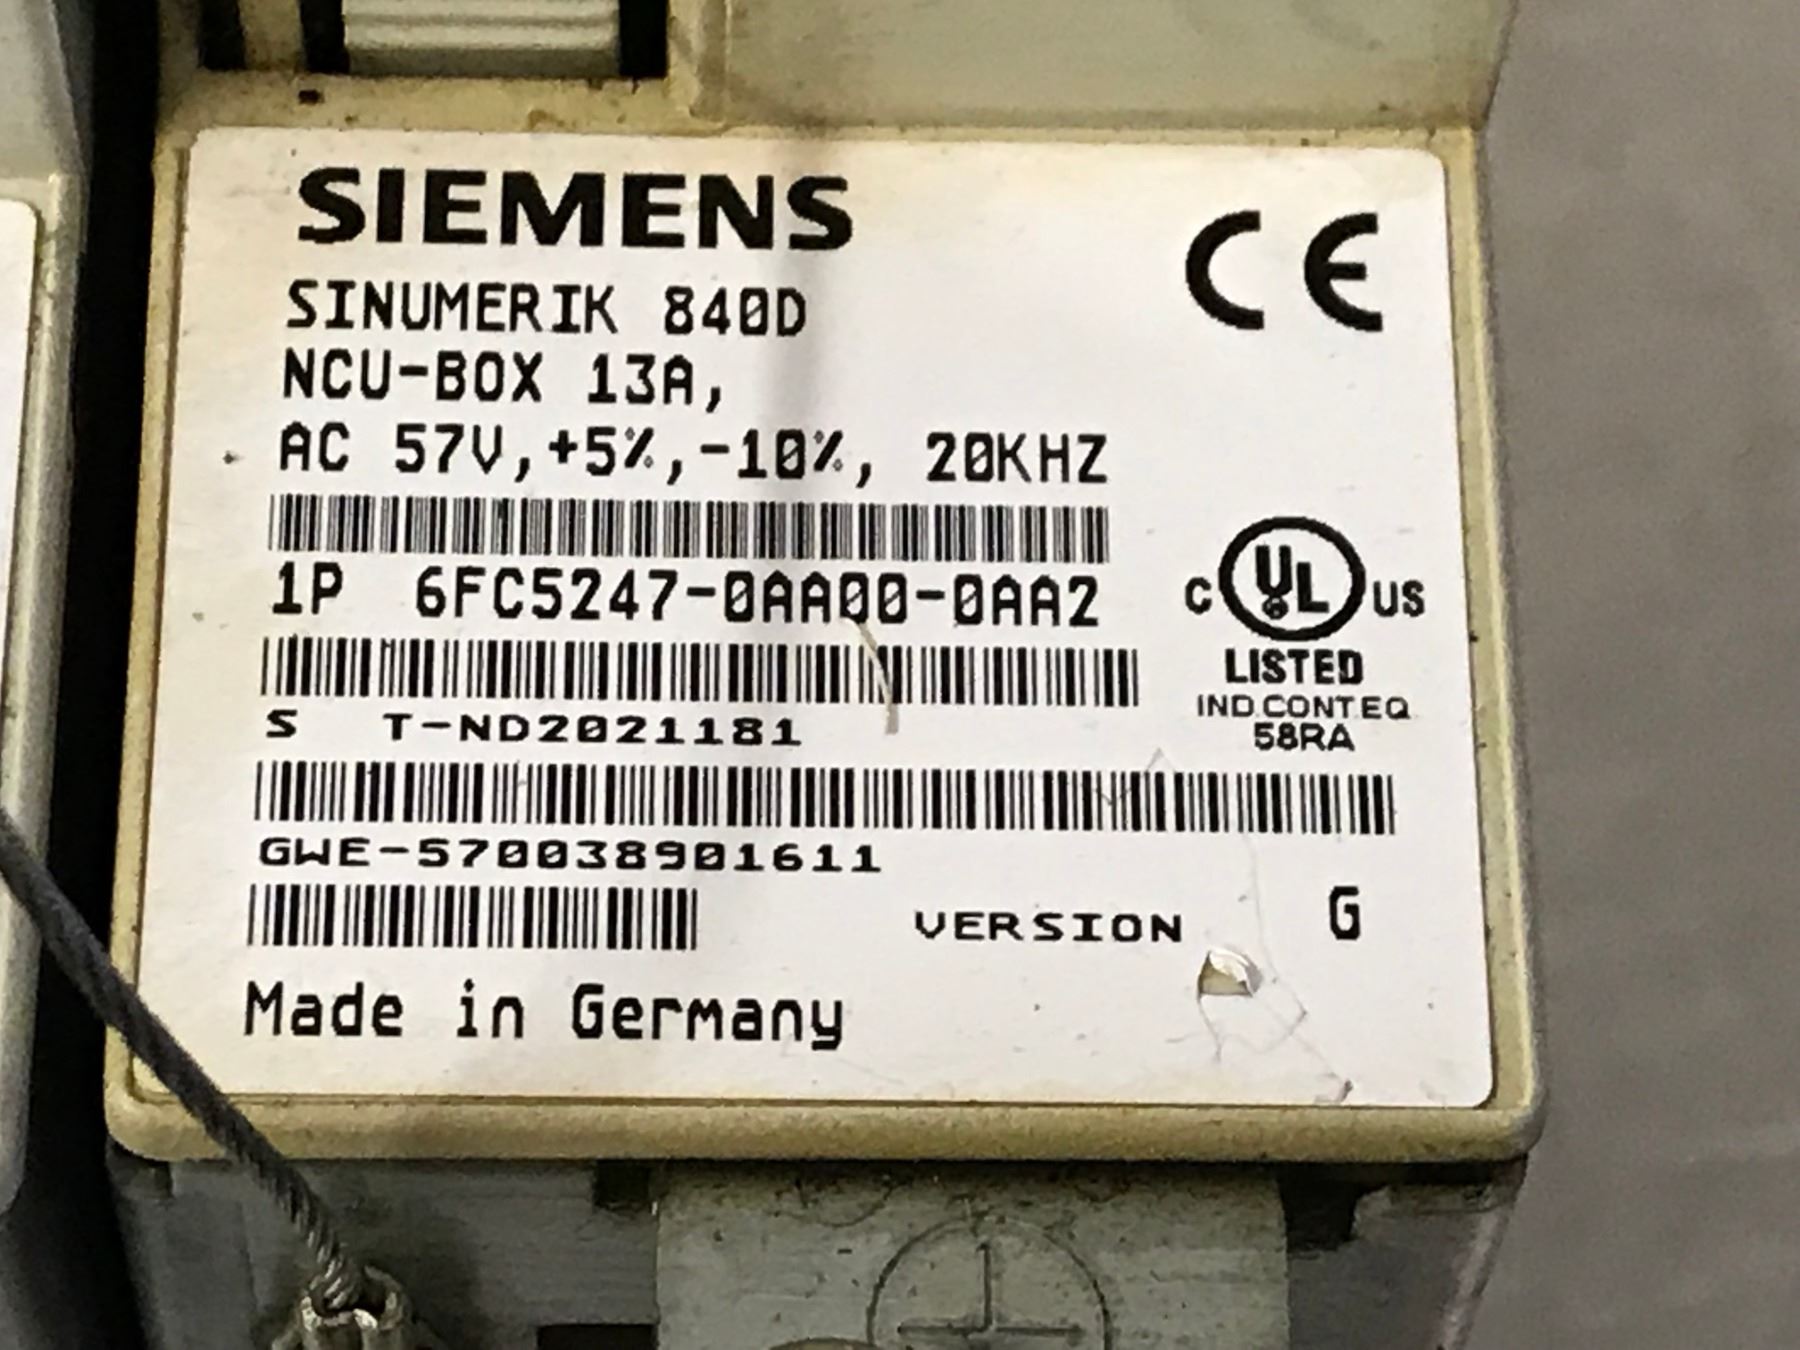 SIEMENS
CE
SINUMERIK 840D
NCU-BOX 13A,
AC 57V,+5%,-10%, 20KHZ
1P 6FC5247-0AA00-0AA2
C UL US
LISTED
IND.CONT.EQ
58RA
S T-ND2021181
GWE-570038901611
VERSION G
Made in Germany